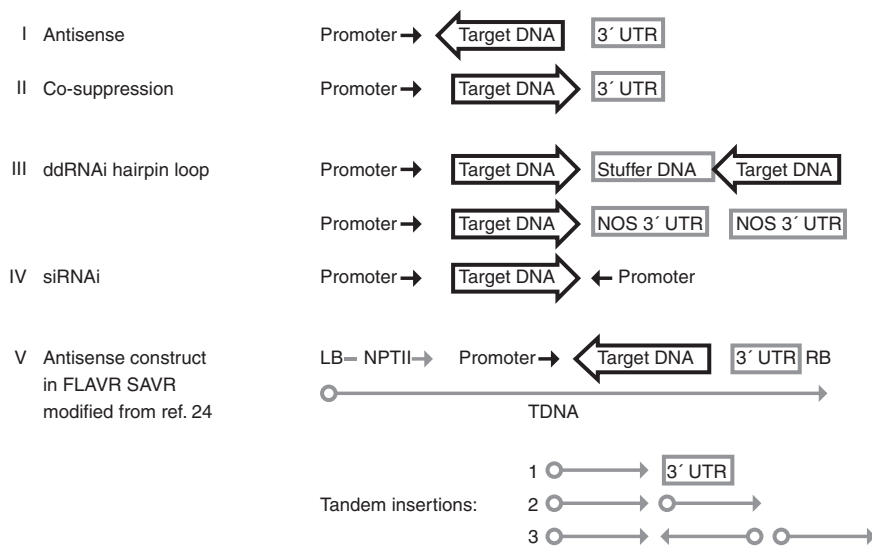 I Antisense Promoter Target DNA 3´ UTR
II Co-suppression Promoter Target DNA 3´ UTR
III ddRNAi hairpin loop Promoter Target DNA Stuffer DNA Target DNA
Promoter Target DNA NOS 3´ UTR NOS 3´ UTR
IV siRNAi Promoter Target DNA Promoter
V Antisense construct LB NPTII Promoter Target DNA 3´ UTR RB
in FLAVR SAVR
modified from ref. 24 TDNA
1 3´ UTR
Tandem insertions: 2
3